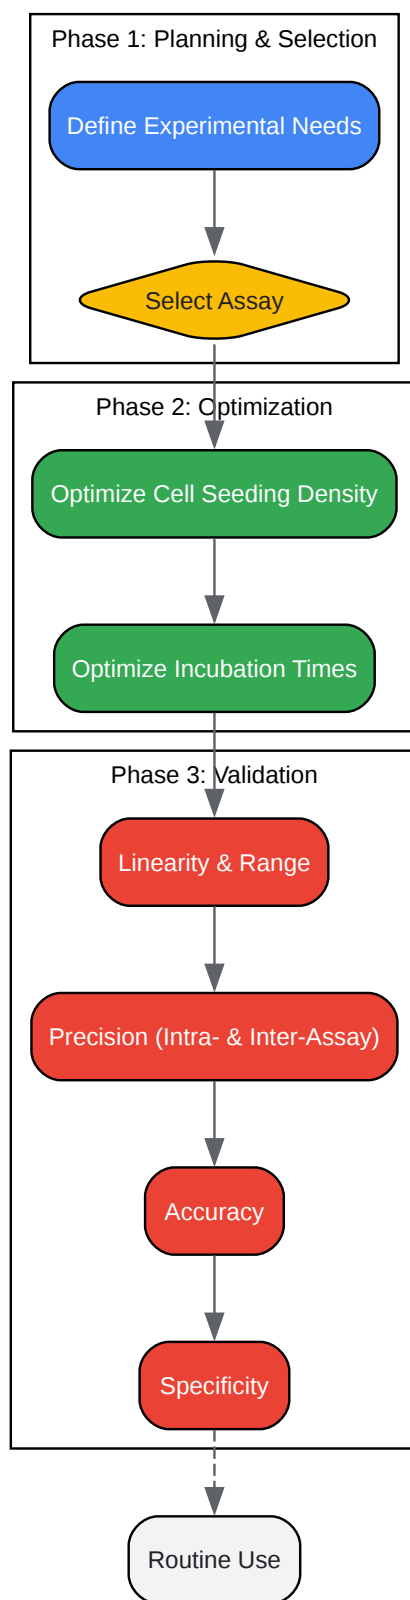 Phase 1: Planning & Selection
Define Experimental Needs
Select Assay
Phase 2: Optimization
Optimize Cell Seeding Density
Optimize Incubation Times
Phase 3: Validation
Linearity & Range
Precision (Intra- & Inter-Assay)
Accuracy
Specificity
Routine Use